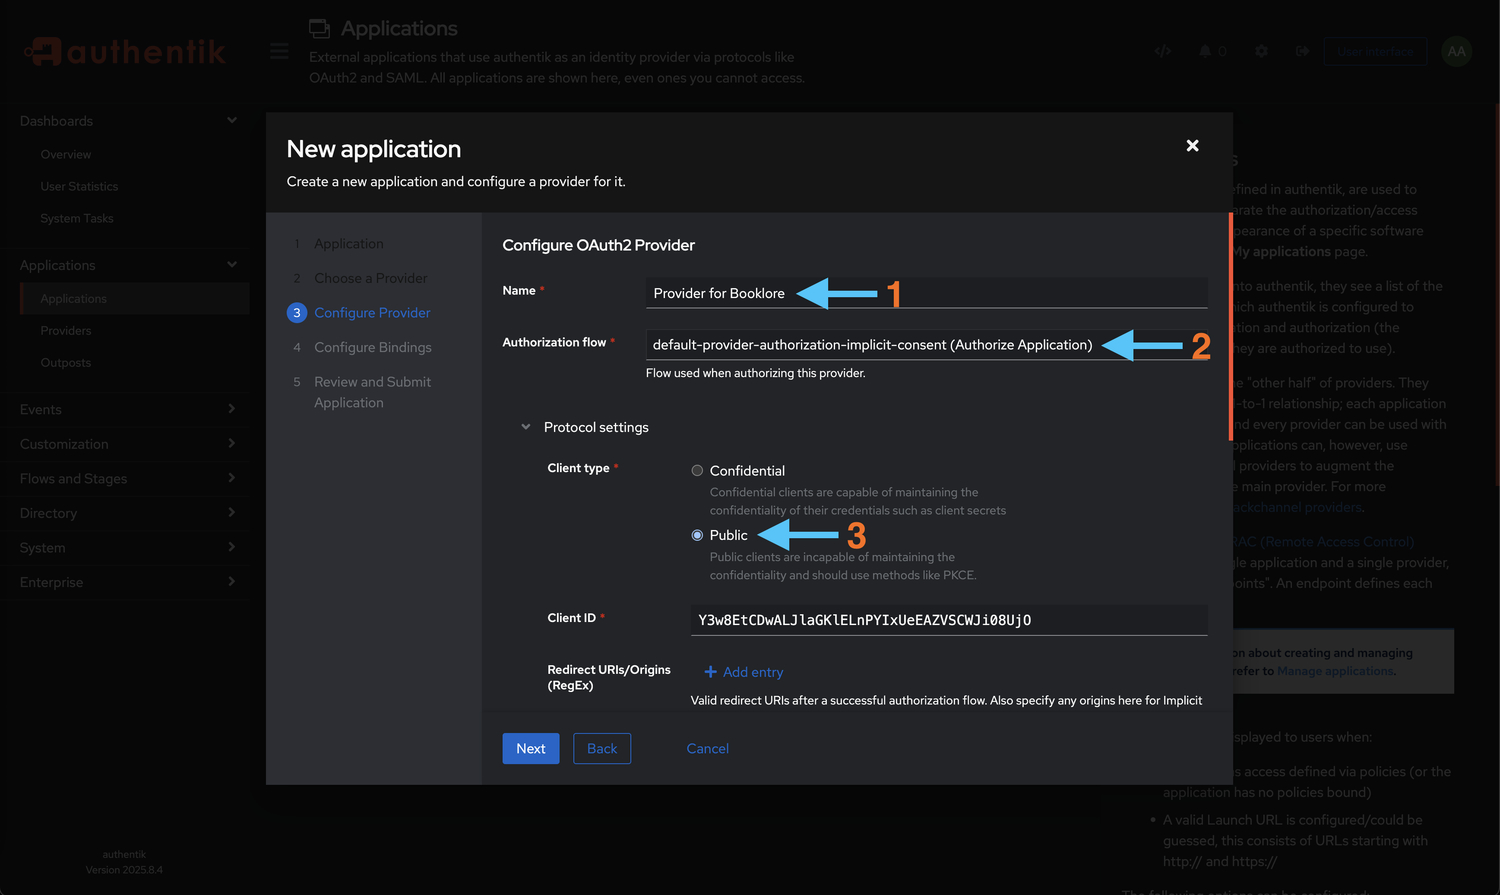 authentik
Applications
External applications that use authentik as an identity provider via protocols like
OAuth2 and SAML. All applications are shown here, even ones you cannot access.
0
User interface
AA
Dashboards
Overview
User Statistics
System Tasks
Applications
Applications
Providers
Outposts
Events
Customization
Flows and Stages
Directory
System
Enterprise
authentik
Version 2025.8.4
New application
Create a new application and configure a provider for it.
1 Application
2 Choose a Provider
3 Configure Provider
4 Configure Bindings
5 Review and Submit
Application
Configure OAuth2 Provider
Name *
Provider for Booklore
1
Authorization flow *
default-provider-authorization-implicit-consent (Authorize Application)
2
Flow used when authorizing this provider.
Protocol settings
Client type *
Confidential
Confidential clients are capable of maintaining the
confidentiality of their credentials such as client secrets
Public
3
Public clients are incapable of maintaining the
confidentiality and should use methods like PKCE.
Client ID *
Y3w8EtCDwALJlaGKlELnPYIxUeEAZVSCWJi08UjO
Redirect URIs/Origins
(RegEx)
+ Add entry
Valid redirect URIs after a successful authorization flow. Also specify any origins here for Implicit
Next
Back
Cancel
s
efined in authentik, are used to
arate the authorization/access
pearance of a specific software
My applications page.
nto authentik, they see a list of the
hich authentik is configured to
tion and authorization (the
hey are authorized to use).
he "other half" of providers. They
1-to-1 relationship; each application
nd every provider can be used with
pplications can, however, use
l providers to augment the
e main provider. For more
ackchannel providers.
RAC (Remote Access Control)
gle application and a single provider,
points". An endpoint defines each
on about creating and managing
refer to Manage applications.
splayed to users when:
s access defined via policies (or the
application has no policies bound)
• A valid Launch URL is configured/could be
guessed, this consists of URLs starting with
http:// and https://